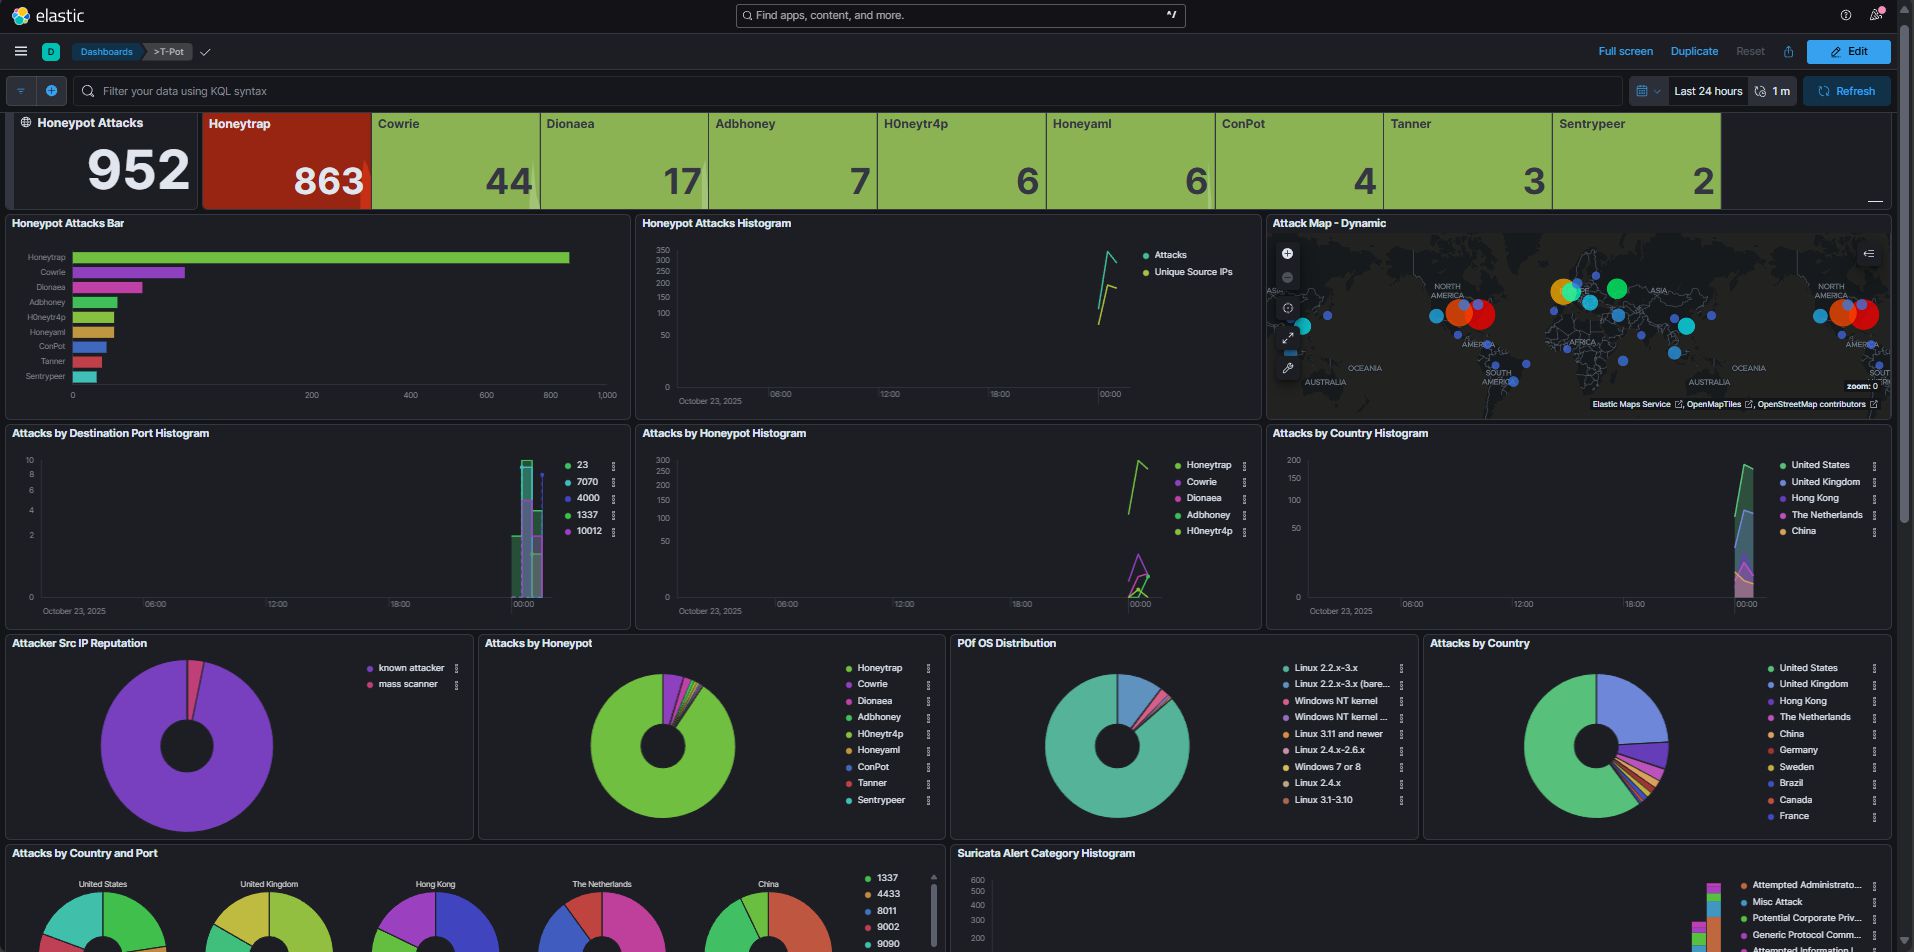 elastic
Find apps, content, and more.
^/
D
Dashboards
>T-Pot
Full screen
Duplicate
Reset
Edit
Filter your data using KQL syntax
Last 24 hours
1 m
Refresh
Honeypot Attacks
952
Honeytrap
863
Cowrie
44
Dionaea
17
Adbhoney
7
H0neytr4p
6
Honeyaml
6
ConPot
4
Tanner
3
Sentrypeer
2
Honeypot Attacks Bar
Honeytrap
Cowrie
Dionaea
Adbhoney
H0neytr4p
Honeyaml
ConPot
Tanner
Sentrypeer
0
200
400
600
800
1,000
Honeypot Attacks Histogram
350
300
250
200
150
100
50
0
06:00
12:00
18:00
00:00
October 23, 2025
Attacks
Unique Source IPs
Attack Map - Dynamic
NORTH
AMERICA
ASIA
NORTH
AMERICA
AFRICA
OCEANIA
AUSTRALIA
SOUTH
AMERICA
OCEANIA
AUSTRALIA
zoom: 0
Elastic Maps Service , OpenMapTiles , OpenStreetMap contributors
Attacks by Destination Port Histogram
10
8
6
4
2
0
06:00
12:00
18:00
00:00
October 23, 2025
23
7070
4000
1337
10012
Attacks by Honeypot Histogram
300
250
200
150
100
50
0
06:00
12:00
18:00
00:00
October 23, 2025
Honeytrap
Cowrie
Dionaea
Adbhoney
H0neytr4p
Attacks by Country Histogram
200
150
100
50
0
06:00
12:00
18:00
00:00
October 23, 2025
United States
United Kingdom
Hong Kong
The Netherlands
China
Attacker Src IP Reputation
known attacker
mass scanner
Attacks by Honeypot
Honeytrap
Cowrie
Dionaea
Adbhoney
H0neytr4p
Honeyaml
ConPot
Tanner
Sentrypeer
P0f OS Distribution
Linux 2.2.x-3.x
Linux 2.2.x-3.x (bare...
Windows NT kernel
Windows NT kernel ...
Linux 3.11 and newer
Linux 2.4.x-2.6.x
Windows 7 or 8
Linux 2.4.x
Linux 3.1-3.10
Attacks by Country
United States
United Kingdom
Hong Kong
The Netherlands
China
Germany
Sweden
Brazil
Canada
France
Attacks by Country and Port
United States
United Kingdom
Hong Kong
The Netherlands
China
1337
4433
8011
9002
9090
Suricata Alert Category Histogram
600
500
400
300
200
Attempted Administrato...
Misc Attack
Potential Corporate Priv...
Generic Protocol Comm...
Attempted Information